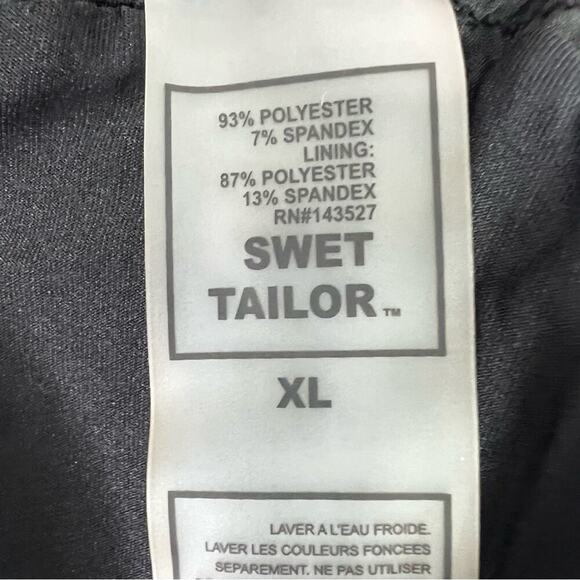 93% POLYESTER
7% SPANDEX
LINING:
87% POLYESTER
13% SPANDEX
RN#143527
SWET
TAILOR™
XL
LAVER A L'EAU FROIDE.
LAVER LES COULEURS FONCEES
SEPAREMENT. NE PAS UTILISER